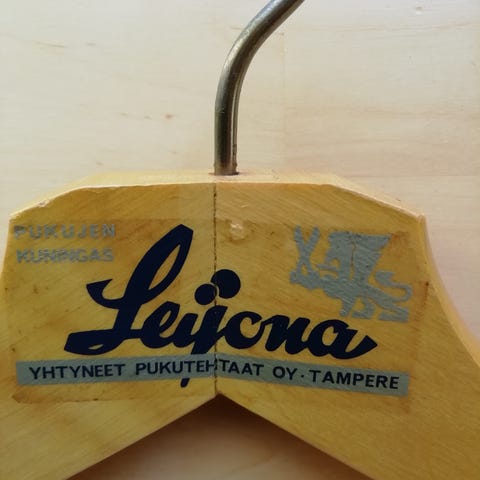 PUKUJEN
KUNINGAS
Leijona
YHTYNEET PUKUTEHTAAT OY · TAMPERE